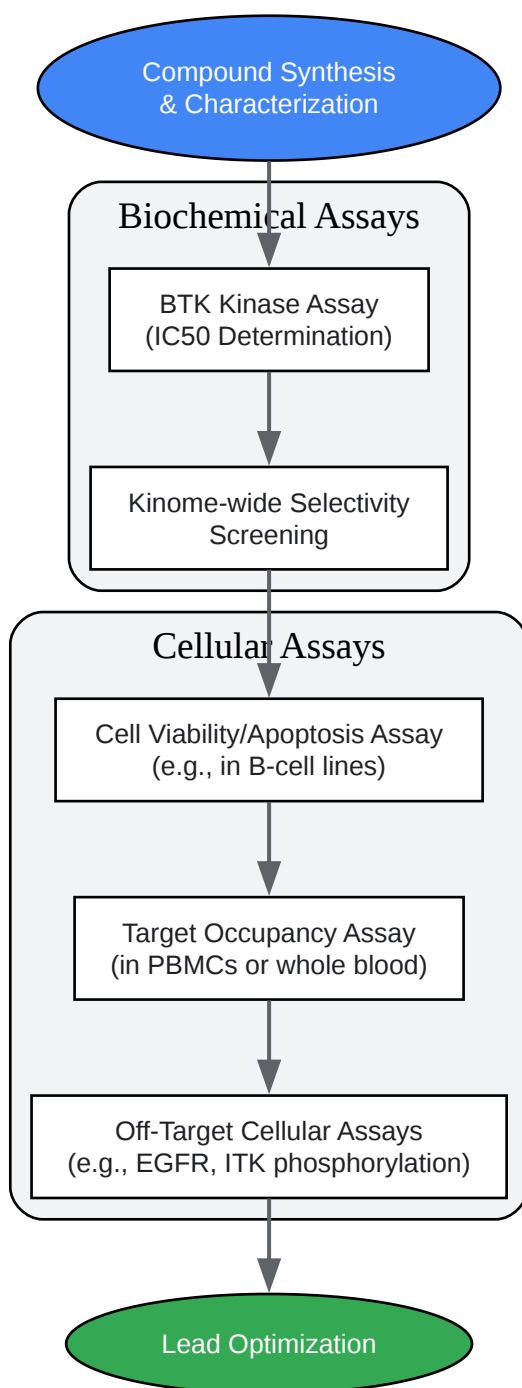 Compound Synthesis
& Characterization
Biochemical Assays
BTK Kinase Assay
(IC50 Determination)
Kinome-wide Selectivity
Screening
Cellular Assays
Cell Viability/Apoptosis Assay
(e.g., in B-cell lines)
Target Occupancy Assay
(in PBMCs or whole blood)
Off-Target Cellular Assays
(e.g., EGFR, ITK phosphorylation)
Lead Optimization